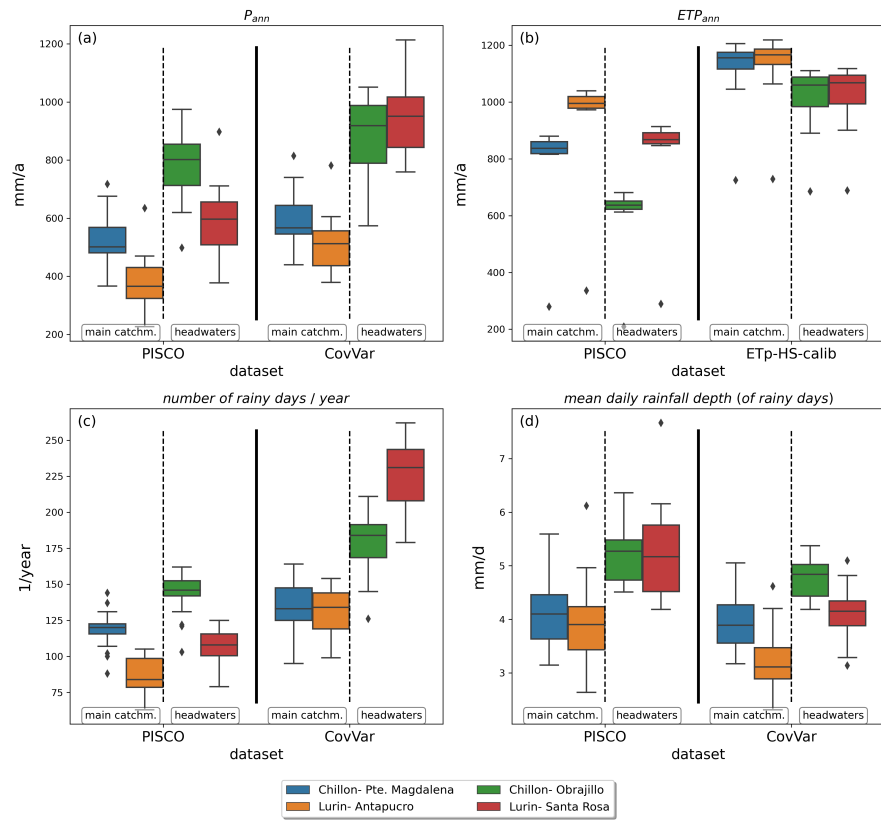 P_ann
(a)
1200
1000
800
600
400
200
mm/a
main catchm.
headwaters
PISCO
CovVar
dataset
ETP_ann
(b)
1200
1000
800
600
400
200
mm/a
main catchm.
headwaters
main catchm.
headwaters
PISCO
ETp-HS-calib
dataset
main catchm.
headwaters
number of rainy days / year
(c)
250
225
200
175
150
125
100
75
1/year
main catchm.
headwaters
main catchm.
headwaters
PISCO
CovVar
dataset
mean daily rainfall depth (of rainy days)
(d)
7
6
5
4
3
mm/d
main catchm.
headwaters
main catchm.
headwaters
PISCO
CovVar
dataset
Chillon- Pte. Magdalena
Lurin- Antapucro
Chillon- Obrajillo
Lurin- Santa Rosa